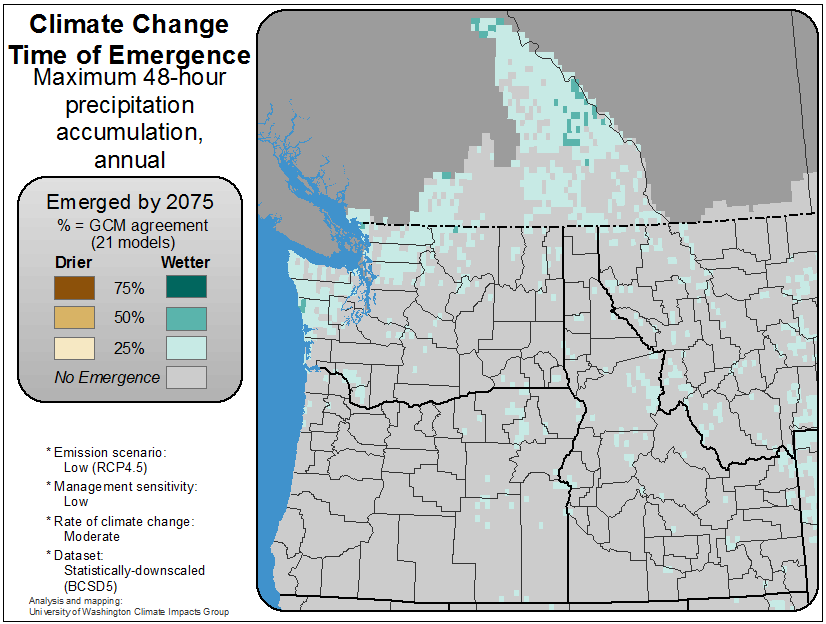 Climate Change
Time of Emergence
Maximum 48-hour
precipitation
accumulation,
annual
Emerged by 2075
% = GCM agreement
(21 models)
Drier Wetter
75%
50%
25%
No Emergence
* Emission scenario:
Low (RCP4.5)
* Management sensitivity:
Low
* Rate of climate change:
Moderate
* Dataset:
Statistically-downscaled
(BCSD5)
Analysis and mapping:
University of Washington Climate Impacts Group